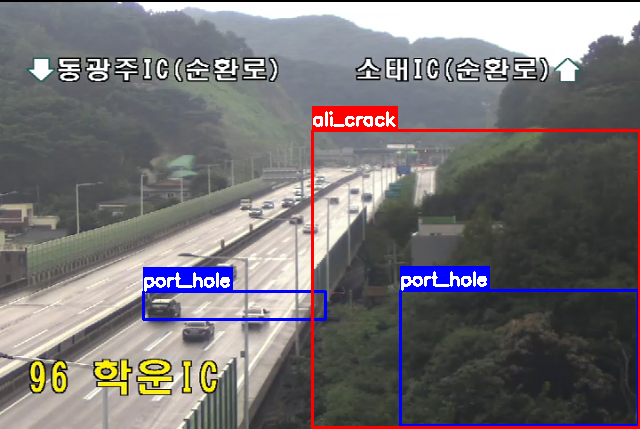 동광주IC(순환로)
소태IC(순환로)
ali_crack
port_hole
port_hole
96 학운IC